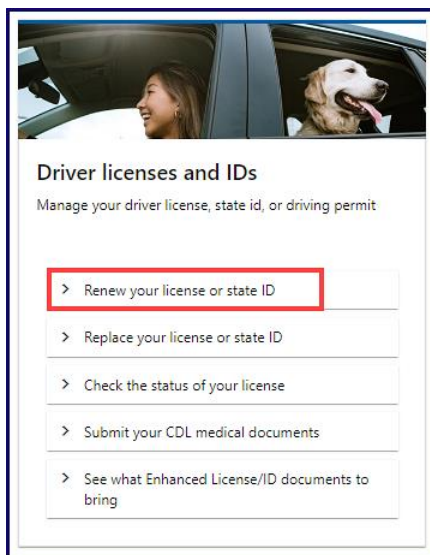 Driver licenses and IDs
Manage your driver license, state id, or driving permit
Renew your license or state ID
Replace your license or state ID
Check the status of your license
Submit your CDL medical documents
See what Enhanced License/ID documents to
bring